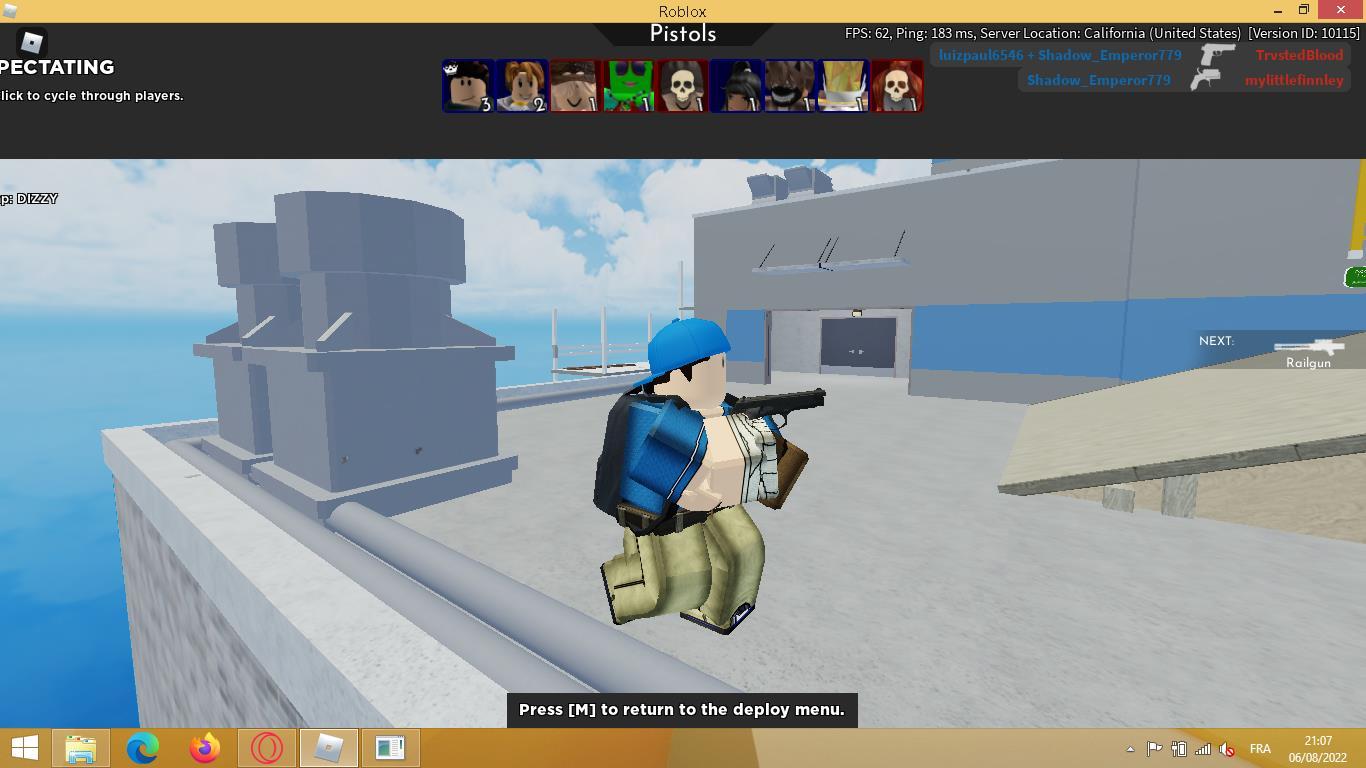 Roblox
Pistols
FPS: 62, Ping: 183 ms, Server Location: California (United States) [Version ID: 10115]
PECTATING
lick to cycle through players.
luizpaul6546 + Shadow_Emperor779 TrvstedBlood
Shadow_Emperor779 mylittlefinnley
3 2 1 1 1 1 1 1 1
p: DIZZY
NEXT:
Railgun
Press [M] to return to the deploy menu.
FRA
21:07
06/08/2022